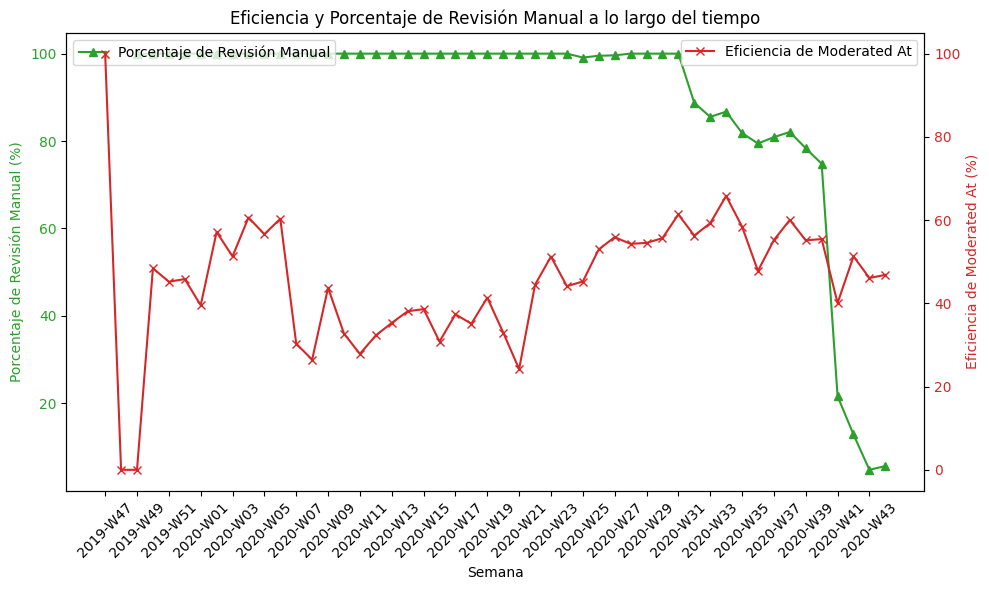 Eficiencia y Porcentaje de Revisión Manual a lo largo del tiempo
Porcentaje de Revisión Manual
Eficiencia de Moderated At
Porcentaje de Revisión Manual (%)
100
80
60
40
20
Eficiencia de Moderated At (%)
100
80
60
40
20
0
2019-W47
2019-W49
2019-W51
2020-W01
2020-W03
2020-W05
2020-W07
2020-W09
2020-W11
2020-W13
2020-W15
2020-W17
2020-W19
2020-W21
2020-W23
2020-W25
2020-W27
2020-W29
2020-W31
2020-W33
2020-W35
2020-W37
2020-W39
2020-W41
2020-W43
Semana